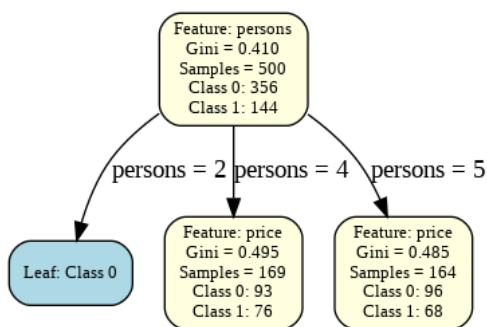 Feature: persons
Gini = 0.410
Samples = 500
Class 0: 356
Class 1: 144
persons = 2
persons = 4
persons = 5
Leaf: Class 0
Feature: price
Gini = 0.495
Samples = 169
Class 0: 93
Class 1: 76
Feature: price
Gini = 0.485
Samples = 164
Class 0: 96
Class 1: 68